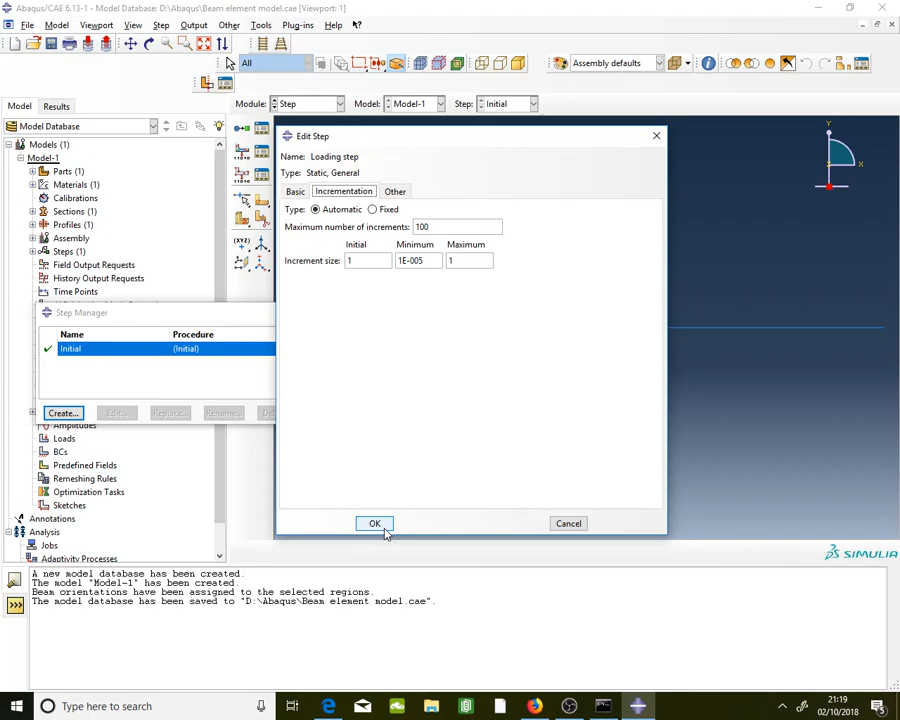 Abaqus/CAE 6.13-1 - Model Database: D:\Abaqus\Beam element model.cae [Viewport: 1]
File Model Viewport View Step Output Other Tools Plug-ins Help
All
Assembly defaults
Module: Step Model: Model-1 Step: Initial
Model Results
Model Database
Models (1)
Model-1
Parts (1)
Materials (1)
Calibrations
Sections (1)
Profiles (1)
Assembly
Steps (1)
Field Output Requests
History Output Requests
Time Points
Step Manager
Name Procedure
Initial (Initial)
Create... Edit... Replace... Rename...
Amplitudes
Loads
BCs
Predefined Fields
Remeshing Rules
Optimization Tasks
Sketches
Annotations
Analysis
Jobs
Adaptivity Processes
Edit Step
Name: Loading step
Type: Static, General
Basic Incrementation Other
Type: Automatic Fixed
Maximum number of increments: 100
Initial Minimum Maximum
Increment size: 1 1E-005 1
OK Cancel
Y
X
SIMULIA
A new model database has been created.
The model "Model-1" has been created.
Beam orientations have been assigned to the selected regions.
The model database has been saved to "D:\Abaqus\Beam element model.cae".
Type here to search
21:19
02/10/2018
5